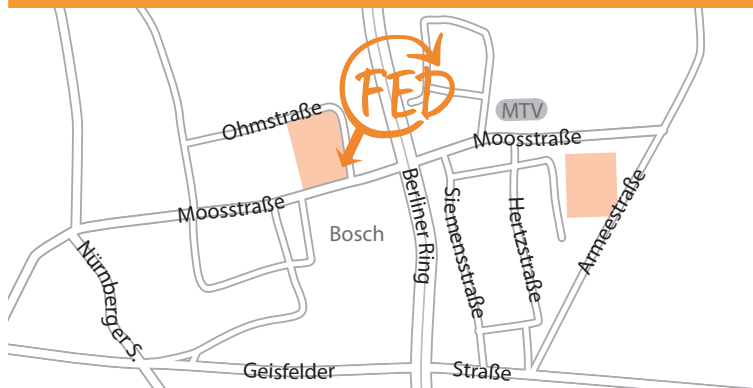 FED
MTV
Ohmstraße
Moosstraße
Moosstraße
Bosch
Berliner Ring
Siemensstraße
Hertzstraße
Armeestraße
Nürnberger S.
Geisfelder
Straße